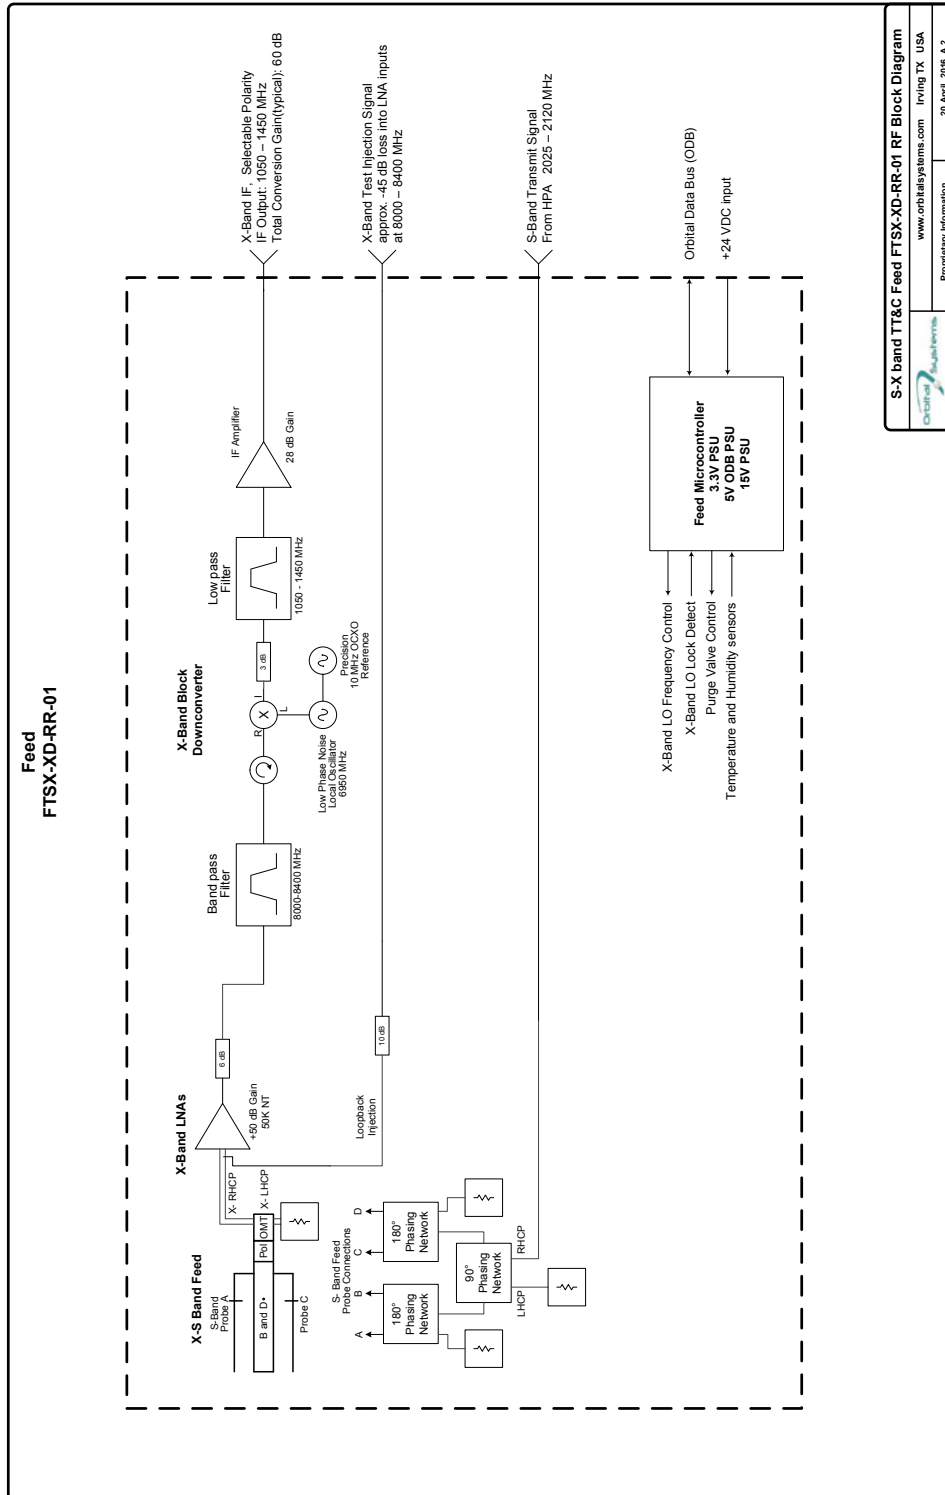 Feed
FTSX-XD-RR-01
X-Band IF, Selectable Polarity
IF Output: 1050 – 1450 MHz
Total Conversion Gain(typical): 60 dB
X-Band Test Injection Signal
approx. -45 dB loss into LNA inputs
at 8000 – 8400 MHz
S-Band Transmit Signal
From HPA 2025 – 2120 MHz
Orbital Data Bus (ODB)
+24 VDC input
X-S Band Feed
S-Band
Probe A
B and D•
Probe C
Pol
OMT
X- RHCP
X- LHCP
X-Band LNAs
+50 dB Gain
50K NT
6 dB
Band pass
Filter
8000-8400 MHz
X-Band Block
Downconverter
R
X
I
L
Low Phase Noise
Local Oscillator
6950 MHz
Precision
10 MHz OCXO
Reference
3 dB
Low pass
Filter
1050 - 1450 MHz
IF Amplifier
28 dB Gain
Loopback
Injection
10 dB
S- Band Feed
Probe Connections
A
B
C
D
180°
Phasing
Network
180°
Phasing
Network
90°
Phasing
Network
LHCP
RHCP
X-Band LO Frequency Control
X-Band LO Lock Detect
Purge Valve Control
Temperature and Humidity sensors
Feed Microcontroller
3.3V PSU
5V ODB PSU
15V PSU
S-X band TT&C Feed FTSX-XD-RR-01 RF Block Diagram
Orbital Systems
www.orbitalsystems.com Irving TX USA
Proprietary Information
20 April, 2016 A.2